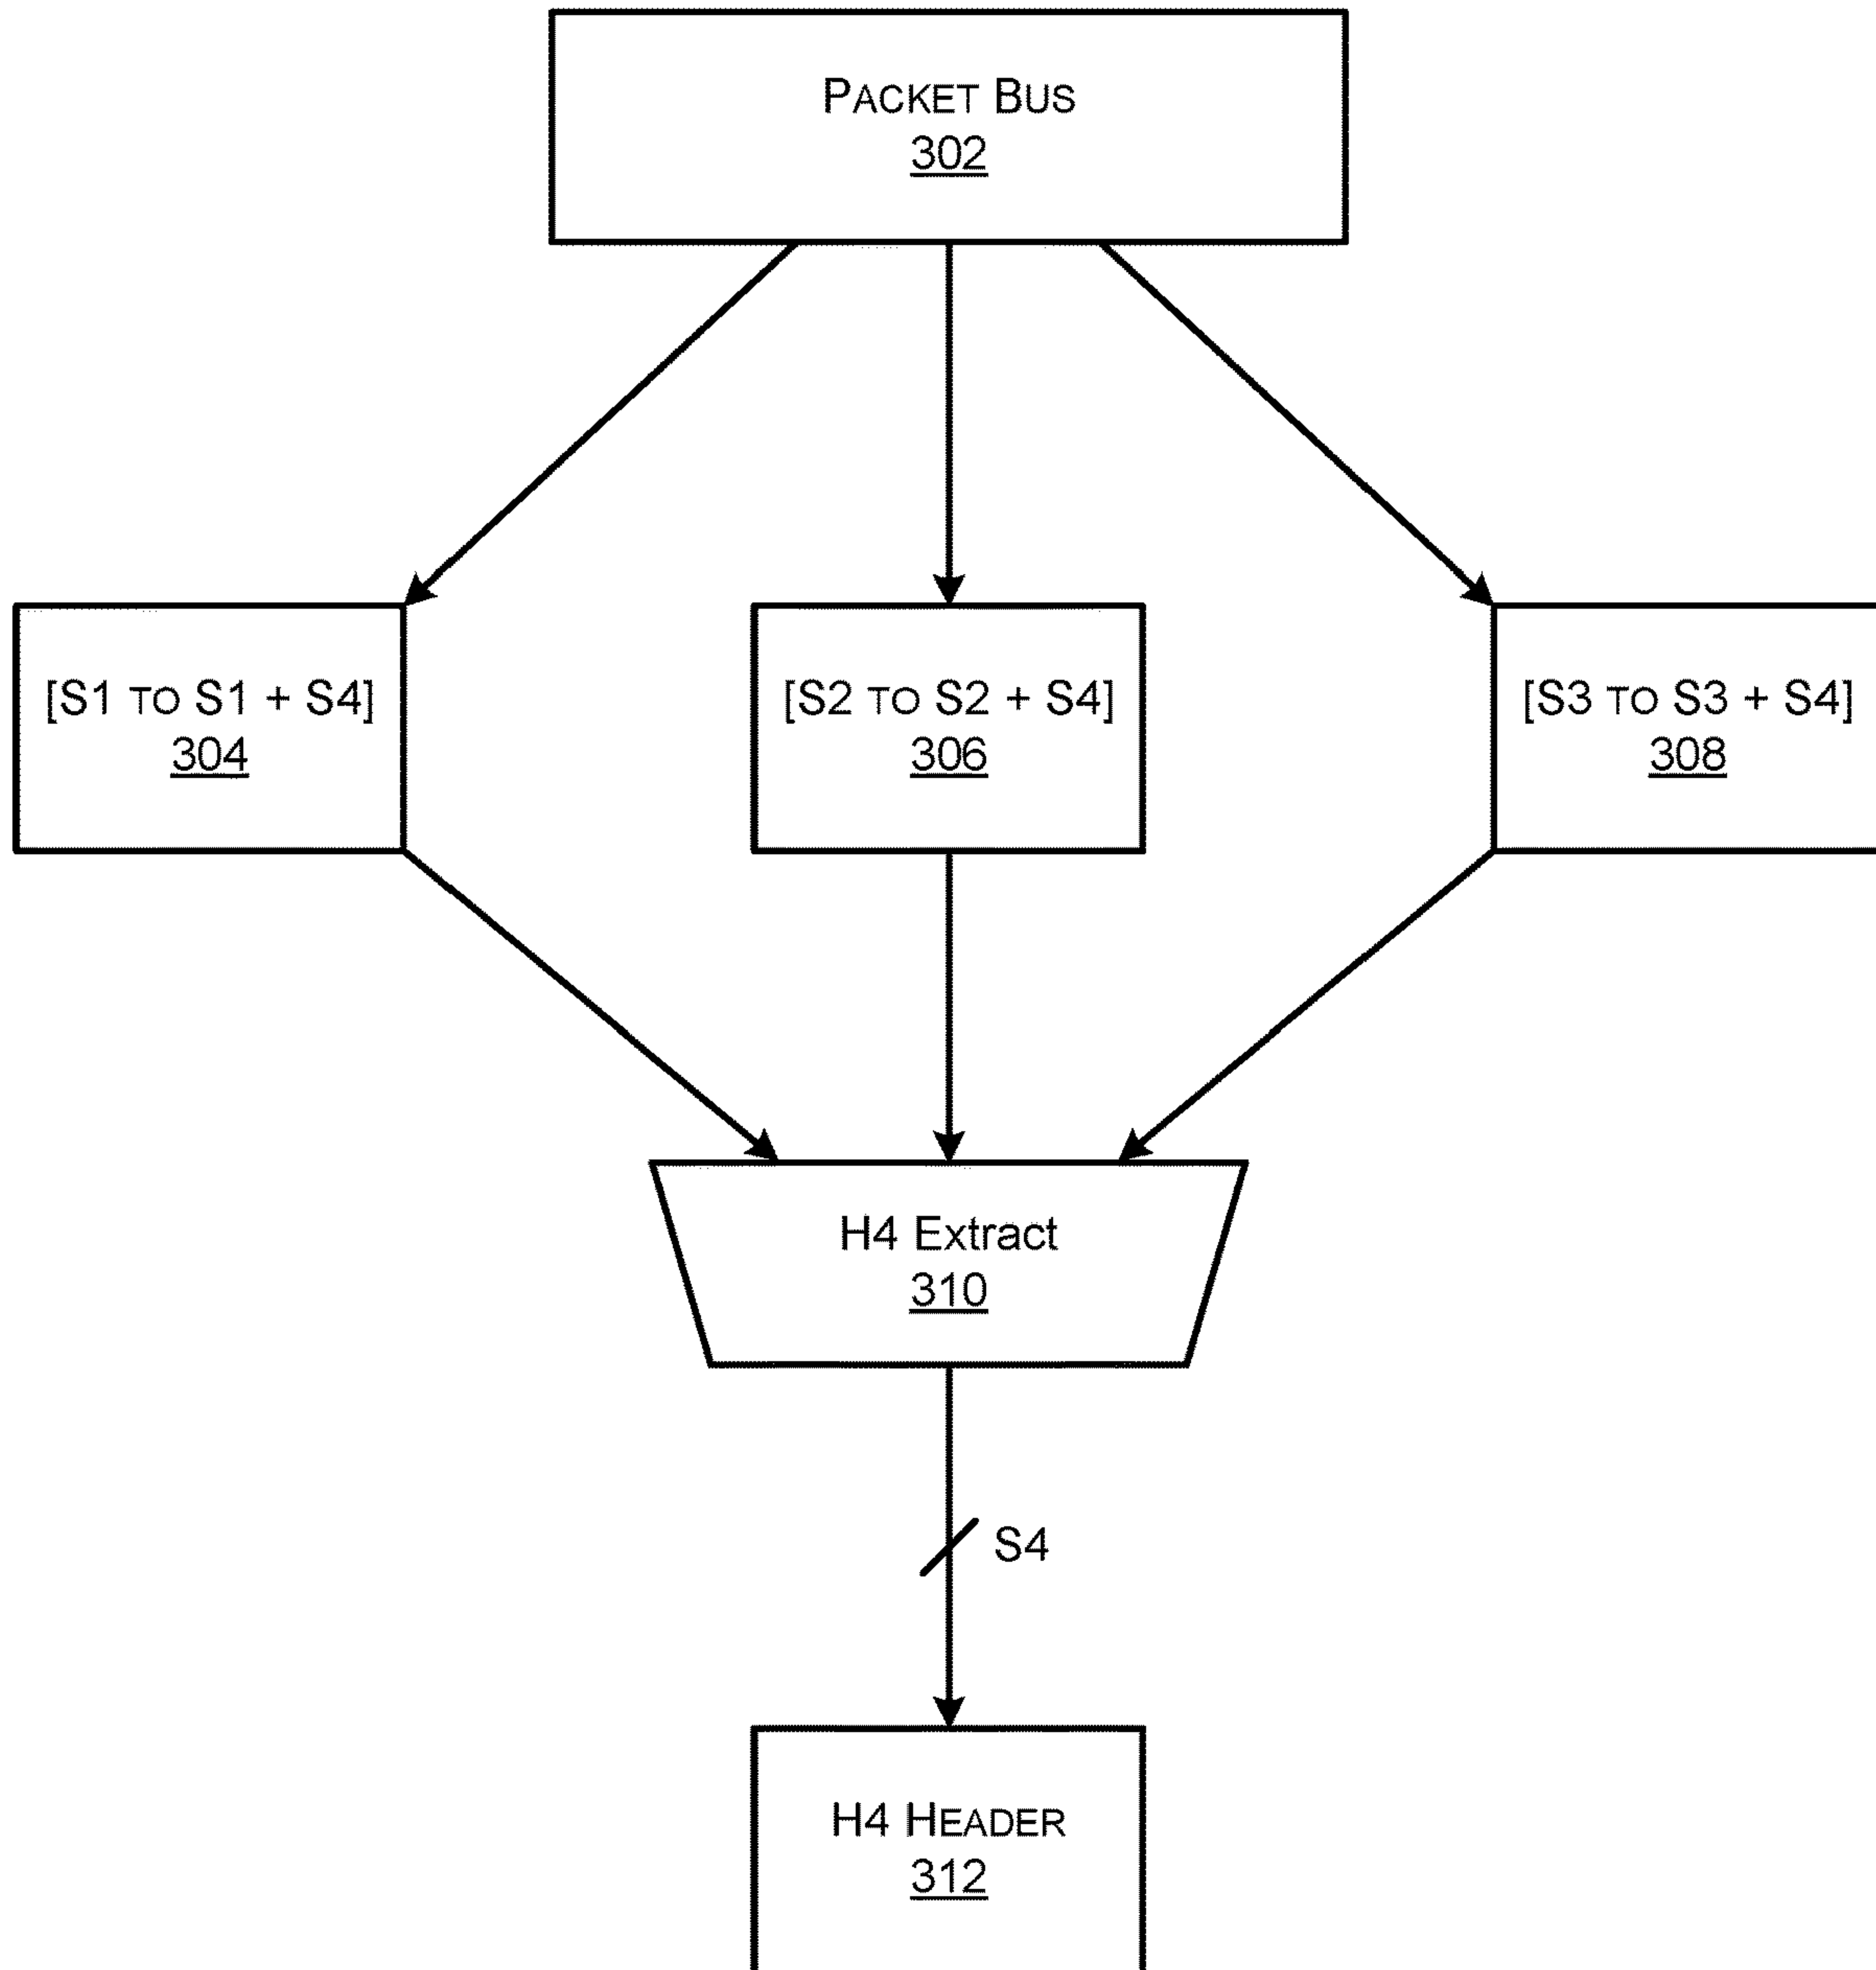 PACKET BUS
302
[S1 TO S1 + S4]
304
[S2 TO S2 + S4]
306
[S3 TO S3 + S4]
308
H4 Extract
310
S4
H4 HEADER
312